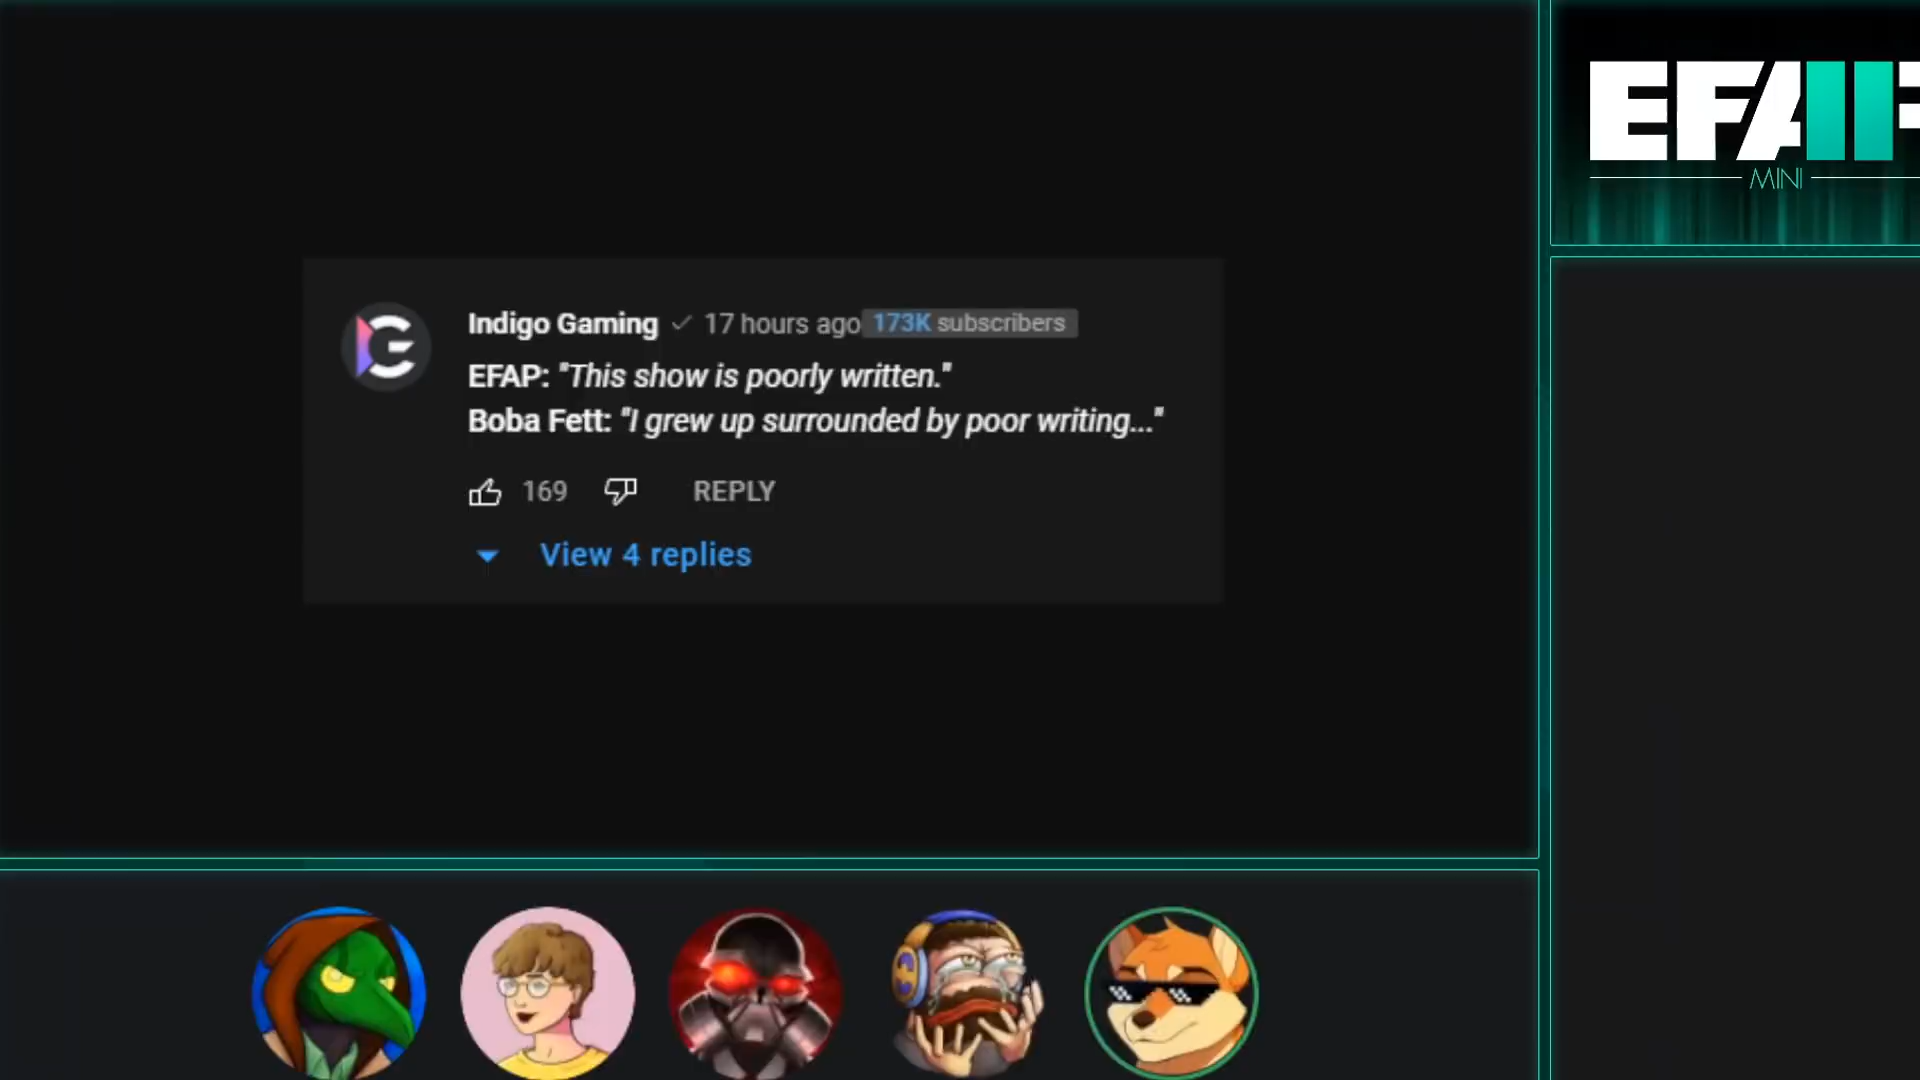 EFAP
MINI
Indigo Gaming 17 hours ago 173K subscribers
EFAP: "This show is poorly written."
Boba Fett: "I grew up surrounded by poor writing..."
169 REPLY
View 4 replies